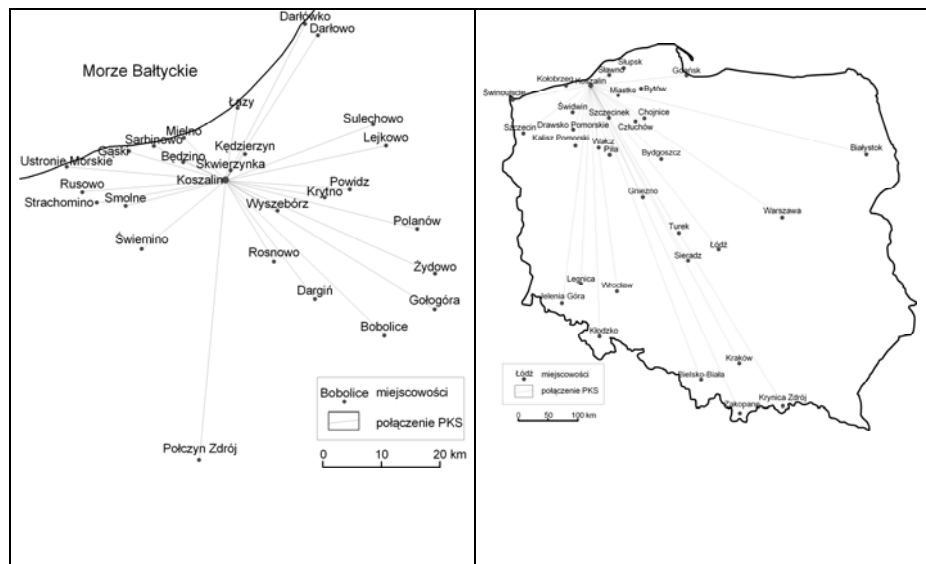 Darłówko
Darłowo
Morze Bałtyckie
Łazy
Sulechowo
Mielno
Lejkowo
Sarbinowo
Kędzierzyn
Gąski
Będzino
Ustronie Morskie
Skwierzynka
Koszalin
Rusowo
Powidz
Krytno
Strachomino
Smolne
Wyszebórz
Polanów
Świemino
Rosnowo
Żydowo
Dargiń
Gołogóra
Bobolice
Bobolice miejscowości
połączenie PKS
Połczyn Zdrój
0 10 20 km
Słupsk
Sławno
Gdańsk
Kołobrzeg
Koszalin
Miastko
Bytów
Świnoujście
Świdwin
Szczecinek
Chojnice
Szczecin
Drawsko Pomorskie
Człuchów
Kalisz Pomorski
Wałcz
Piła
Białystok
Bydgoszcz
Gniezno
Warszawa
Turek
Łódź
Sieradz
Legnica
Wrocław
Jelenia Góra
Kłodzko
Kraków
Bielsko-Biała
Łódź miejscowości
połączenie PKS
Krynica Zdrój
Zakopane
0 50 100 km